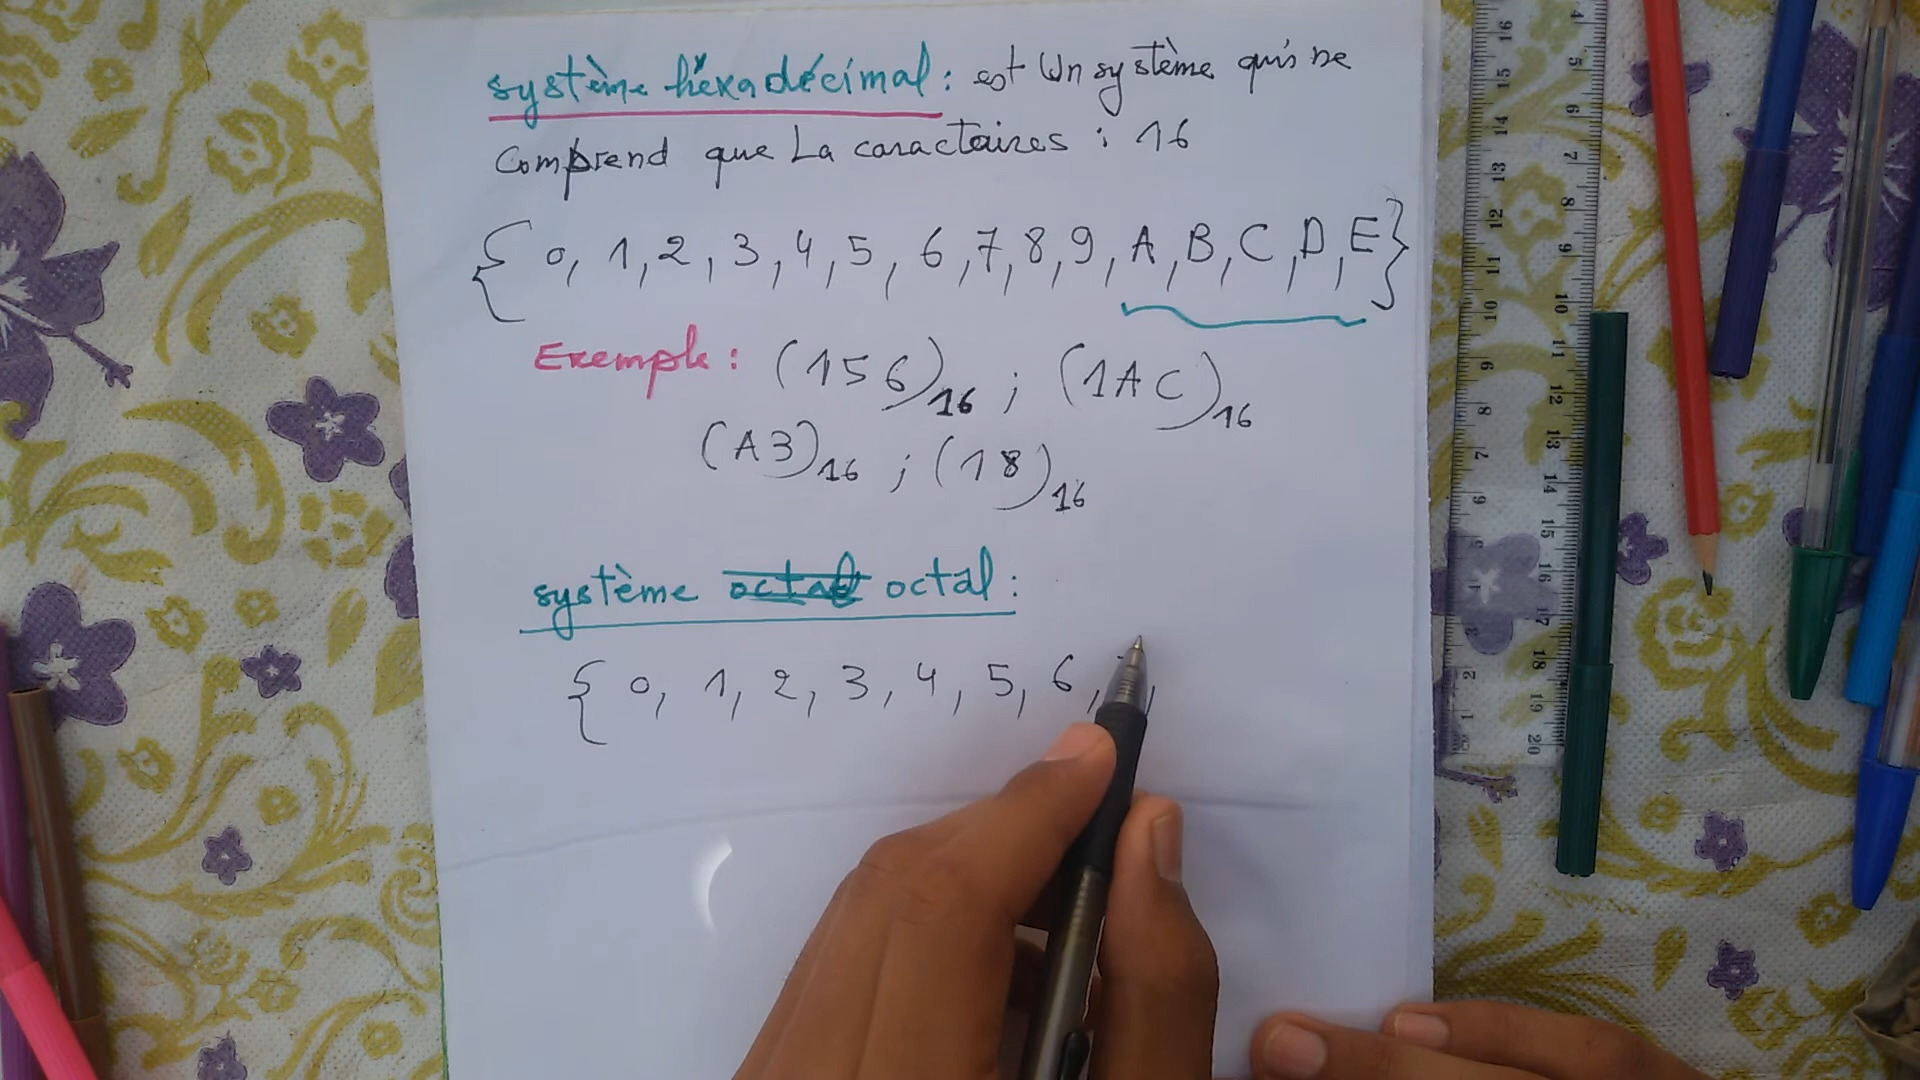 système héxadécimal : est Un système qui ne
Comprend que La caractaires : 16
{ 0, 1, 2, 3, 4, 5, 6, 7, 8, 9, A, B, C, D, E }
Exemple : (156)16 ; (1AC)16
(A3)16 ; (18)16
système octal octal :
{ 0, 1, 2, 3, 4, 5, 6,